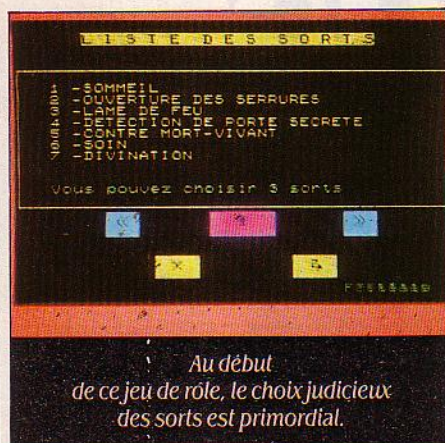 LISTE DES SORTS
1 -SOMMEIL
2 -OUVERTURE DES SERRURES
3 -LAME DE FEU
4 -DETECTION DE PORTE SECRETE
5 -CONTRE MORT-VIVANT
6 -SOIN
7 -DIVINATION
Vous pouvez choisir 3 sorts
Au début
de ce jeu de rôle, le choix judicieux
des sorts est primordial.